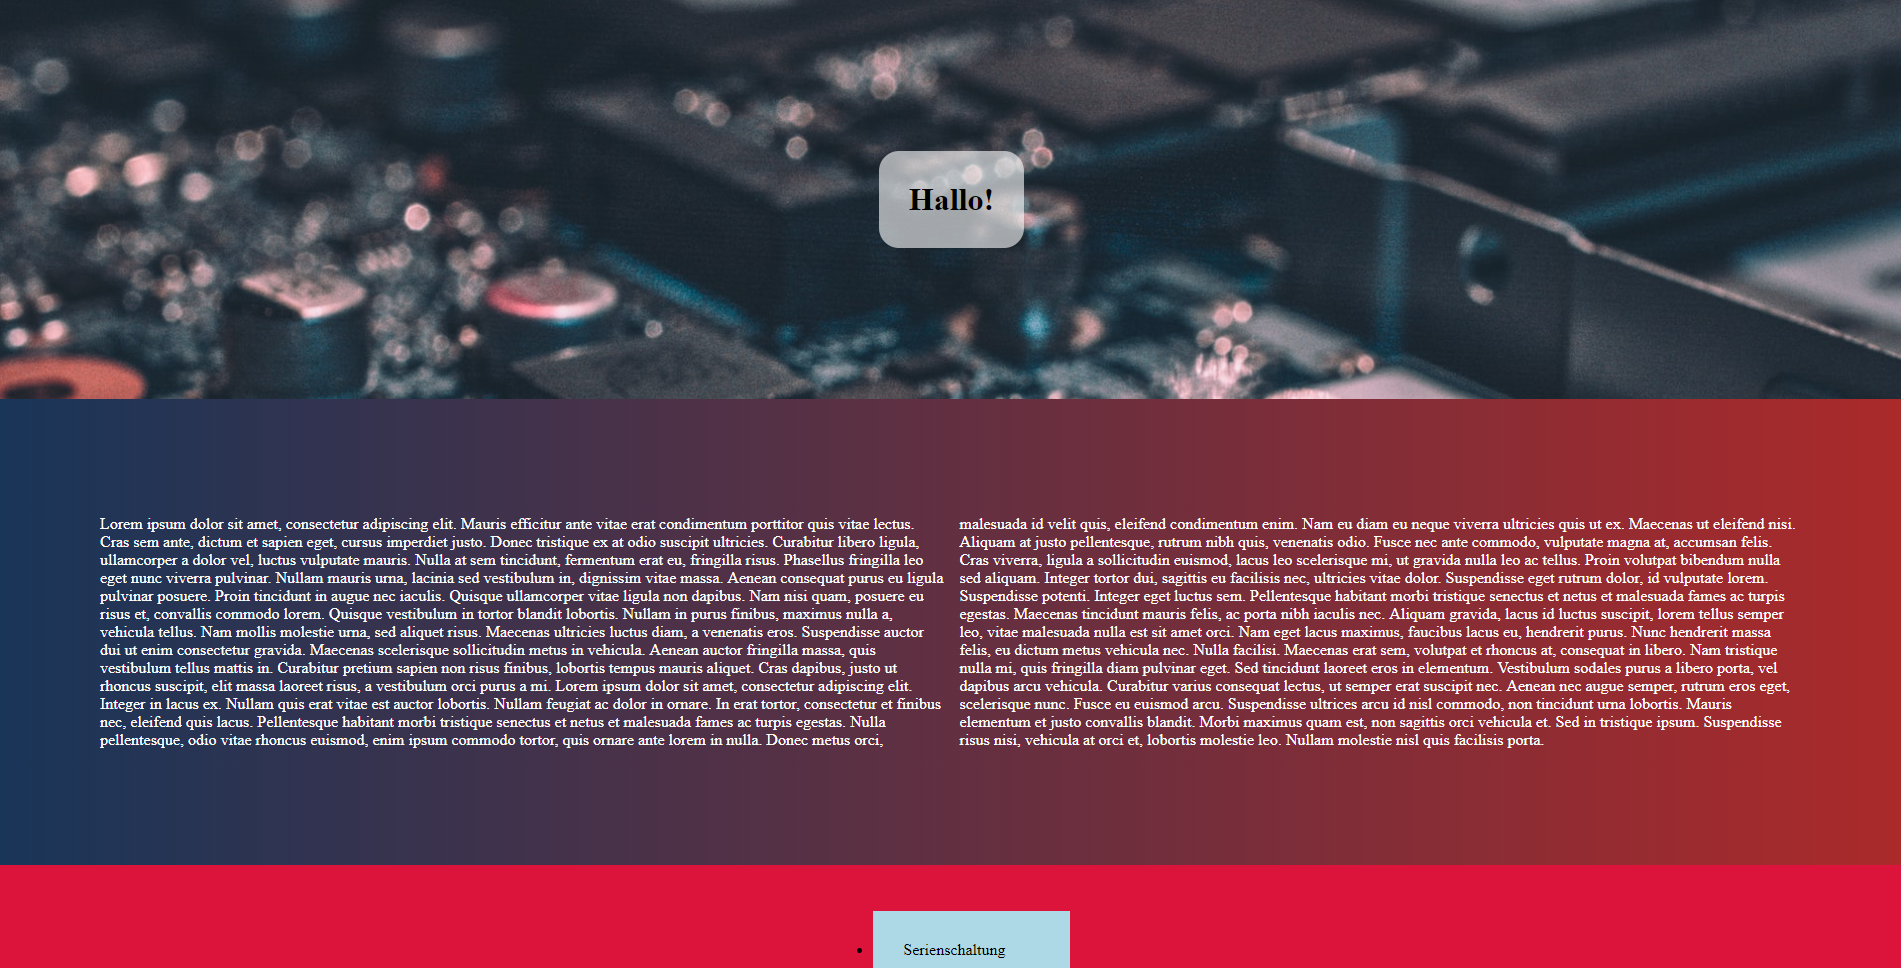 Hallo!
Lorem ipsum dolor sit amet, consectetur adipiscing elit. Mauris efficitur ante vitae erat condimentum porttitor quis vitae lectus.
Cras sem ante, dictum et sapien eget, cursus imperdiet justo. Donec tristique ex at odio suscipit ultricies. Curabitur libero ligula,
ullamcorper a dolor vel, luctus vulputate mauris. Nulla at sem tincidunt, fermentum erat eu, fringilla risus. Phasellus fringilla leo
eget nunc viverra pulvinar. Nullam mauris urna, lacinia sed vestibulum in, dignissim vitae massa. Aenean consequat purus eu ligula
pulvinar posuere. Proin tincidunt in augue nec iaculis. Quisque ullamcorper vitae ligula non dapibus. Nam nisi quam, posuere eu
risus et, convallis commodo lorem. Quisque vestibulum in tortor blandit lobortis. Nullam in purus finibus, maximus nulla a,
vehicula tellus. Nam mollis molestie urna, sed aliquet risus. Maecenas ultricies luctus diam, a venenatis eros. Suspendisse auctor
dui ut enim consectetur gravida. Maecenas scelerisque sollicitudin metus in vehicula. Aenean auctor fringilla massa, quis
vestibulum tellus mattis in. Curabitur pretium sapien non risus finibus, lobortis tempus mauris aliquet. Cras dapibus, justo ut
rhoncus suscipit, elit massa laoreet risus, a vestibulum orci purus a mi. Lorem ipsum dolor sit amet, consectetur adipiscing elit.
Integer in lacus ex. Nullam quis erat vitae est auctor lobortis. Nullam feugiat ac dolor in ornare. In erat tortor, consectetur et finibus
nec, eleifend quis lacus. Pellentesque habitant morbi tristique senectus et netus et malesuada fames ac turpis egestas. Nulla
pellentesque, odio vitae rhoncus euismod, enim ipsum commodo tortor, quis ornare ante lorem in nulla. Donec metus orci,
malesuada id velit quis, eleifend condimentum enim. Nam eu diam eu neque viverra ultricies quis ut ex. Maecenas ut eleifend nisi.
Aliquam at justo pellentesque, rutrum nibh quis, venenatis odio. Fusce nec ante commodo, vulputate magna at, accumsan felis.
Cras viverra, ligula a sollicitudin euismod, lacus leo scelerisque mi, ut gravida nulla leo ac tellus. Proin volutpat bibendum nulla
sed aliquam. Integer tortor dui, sagittis eu facilisis nec, ultricies vitae dolor. Suspendisse eget rutrum dolor, id vulputate lorem.
Suspendisse potenti. Integer eget luctus sem. Pellentesque habitant morbi tristique senectus et netus et malesuada fames ac turpis
egestas. Maecenas tincidunt mauris felis, ac porta nibh iaculis nec. Aliquam gravida, lacus id luctus suscipit, lorem tellus semper
leo, vitae malesuada nulla est sit amet orci. Nam eget lacus maximus, faucibus lacus eu, hendrerit purus. Nunc hendrerit massa
felis, eu dictum metus vehicula nec. Nulla facilisi. Maecenas erat sem, volutpat et rhoncus at, consequat in libero. Nam tristique
nulla mi, quis fringilla diam pulvinar eget. Sed tincidunt laoreet eros in elementum. Vestibulum sodales purus a libero porta, vel
dapibus arcu vehicula. Curabitur varius consequat lectus, ut semper erat suscipit nec. Aenean nec augue semper, rutrum eros eget,
scelerisque nunc. Fusce eu euismod arcu. Suspendisse ultrices arcu id nisl commodo, non tincidunt urna lobortis. Mauris
elementum et justo convallis blandit. Morbi maximus quam est, non sagittis orci vehicula et. Sed in tristique ipsum. Suspendisse
risus nisi, vehicula at orci et, lobortis molestie leo. Nullam molestie nisl quis facilisis porta.
Serienschaltung